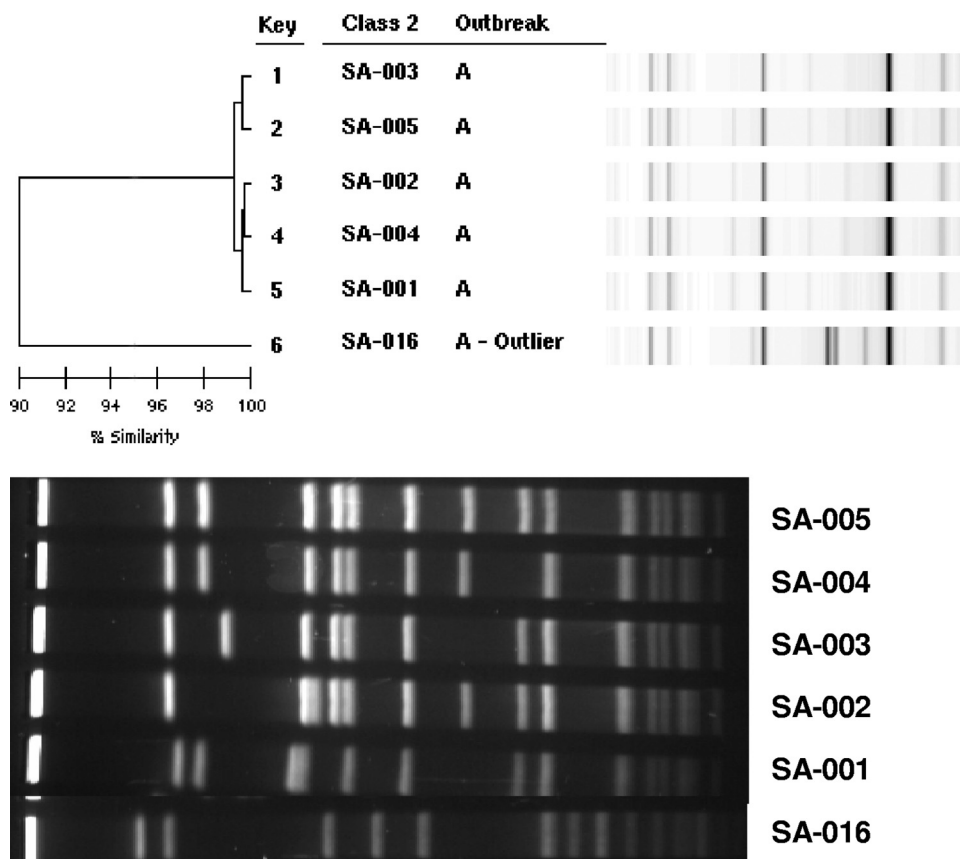 Key Class 2 Outbreak
1 SA-003 A
2 SA-005 A
3 SA-002 A
4 SA-004 A
5 SA-001 A
6 SA-016 A - Outlier
90 92 94 96 98 100
% Similarity
SA-005
SA-004
SA-003
SA-002
SA-001
SA-016